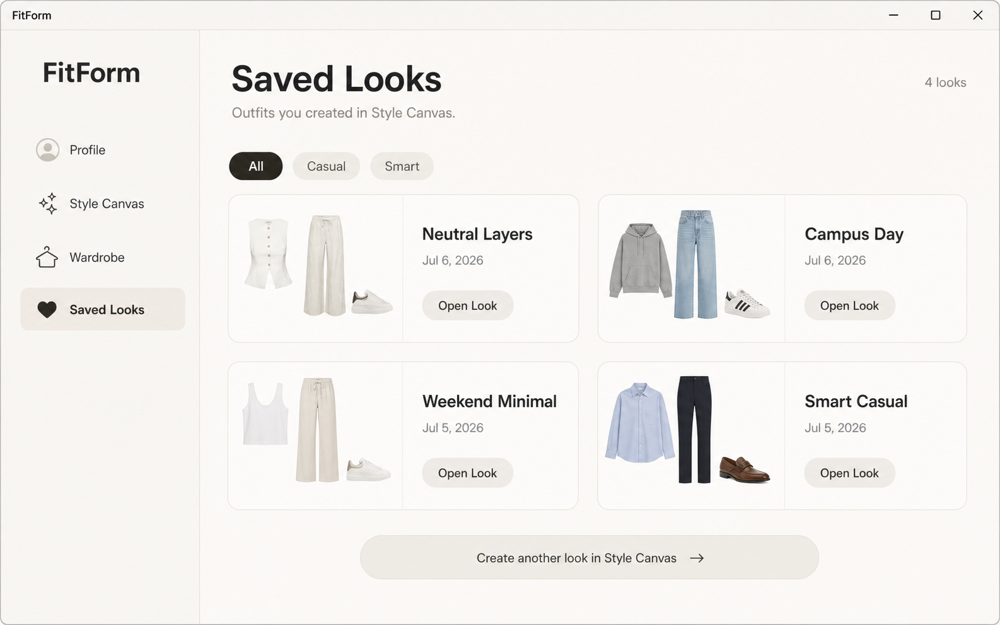 FitForm
FitForm
Profile
Style Canvas
Wardrobe
Saved Looks
Saved Looks
4 looks
Outfits you created in Style Canvas.
All
Casual
Smart
Neutral Layers
Jul 6, 2026
Open Look
Campus Day
Jul 6, 2026
Open Look
Weekend Minimal
Jul 5, 2026
Open Look
Smart Casual
Jul 5, 2026
Open Look
Create another look in Style Canvas →